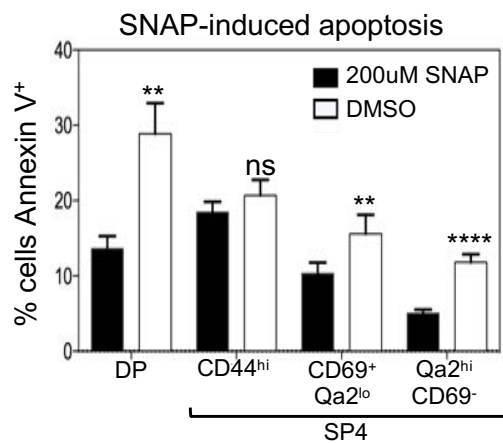 SNAP-induced apoptosis
% cells Annexin V⁺
40
30
20
10
0
200uM SNAP
DMSO
**
ns
**
****
DP
CD44ʰⁱ
CD69⁺
Qa2ˡᵒ
Qa2ʰⁱ
CD69⁻
SP4